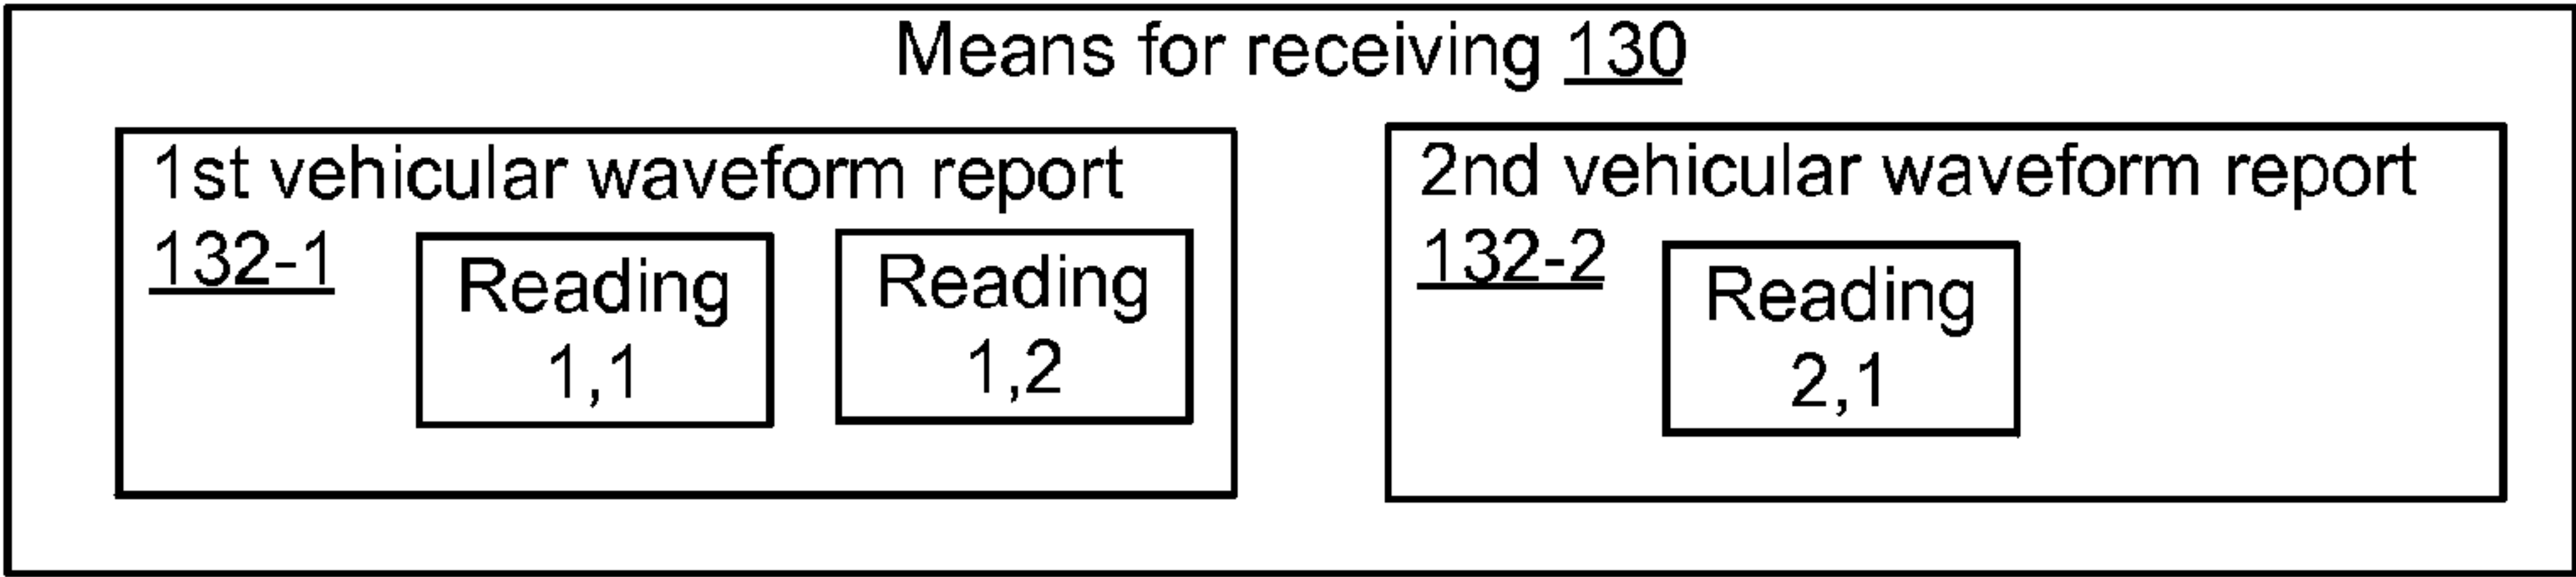 Means for receiving 130
1st vehicular waveform report
132-1
Reading
1,1
Reading
1,2
2nd vehicular waveform report
132-2
Reading
2,1